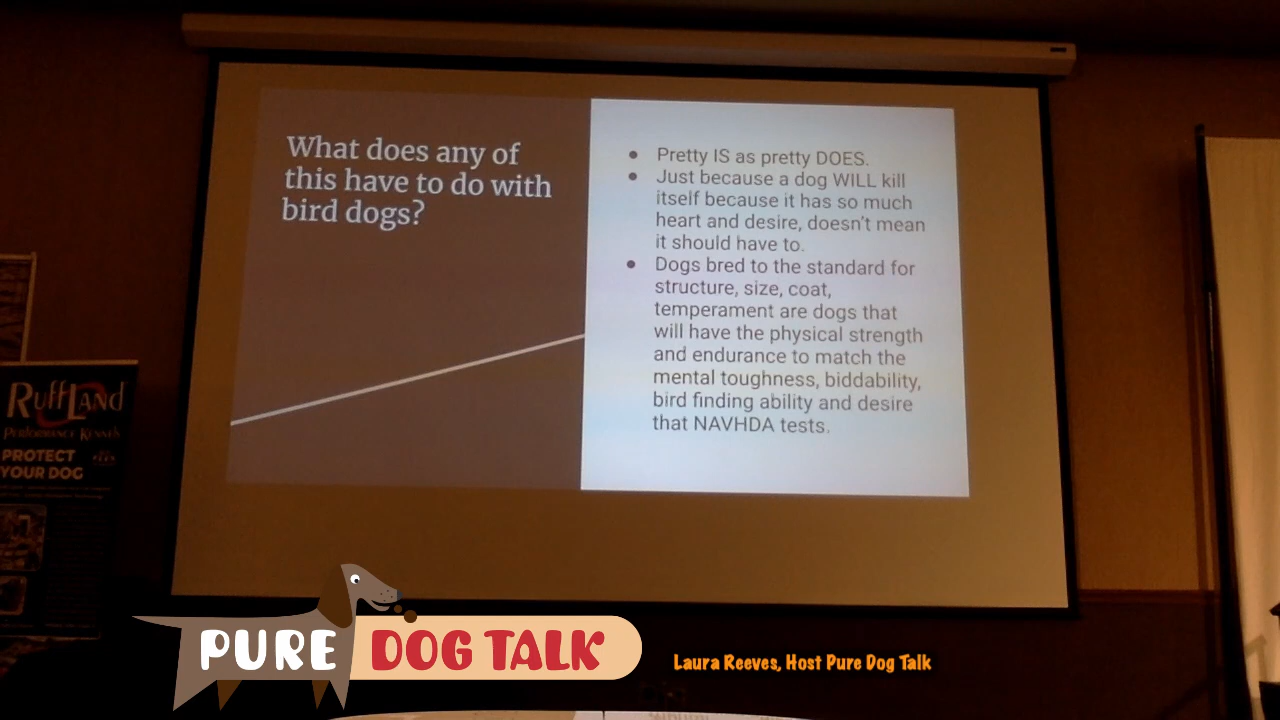 What does any of
this have to do with
bird dogs?
● Pretty IS as pretty DOES.
● Just because a dog WILL kill
itself because it has so much
heart and desire, doesn't mean
it should have to.
● Dogs bred to the standard for
structure, size, coat,
temperament are dogs that
will have the physical strength
and endurance to match the
mental toughness, biddability,
bird finding ability and desire
that NAVHDA tests.
RUFFLAND
PERFORMANCE KENNELS
PROTECT
YOUR DOG
PURE DOG TALK
Laura Reeves, Host Pure Dog Talk